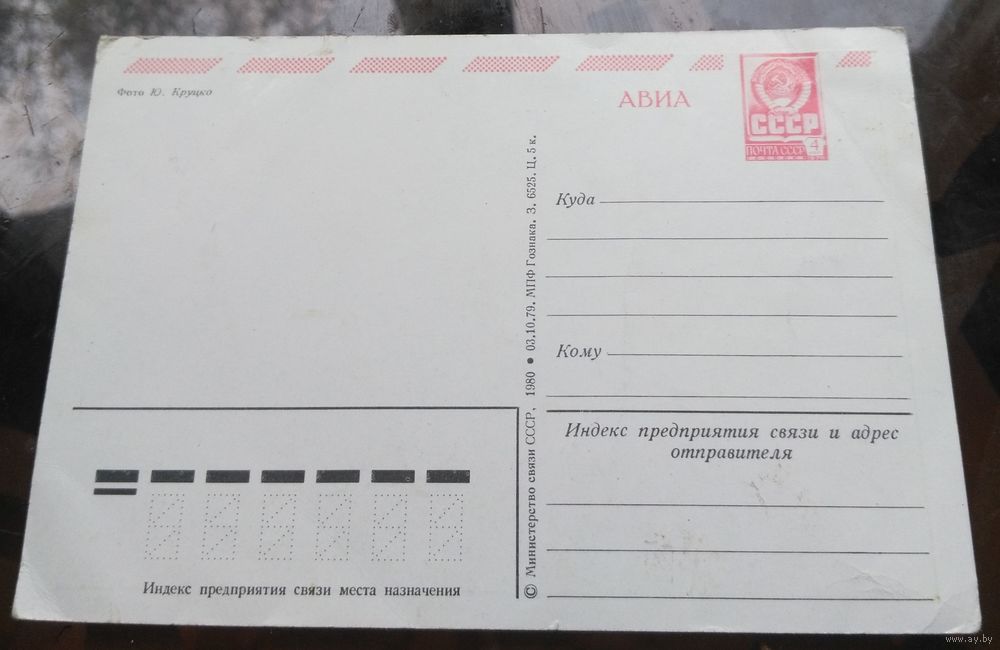 Фото Ю. Круцко
АВИА
СССР
ПОЧТА СССР
4
Куда
Кому
Индекс предприятия связи и адрес
отправителя
© Министерство связи СССР, 1980 • 03.10.79. МПФ Гознака. З. 6525. Ц. 5 к.
Индекс предприятия связи места назначения
www.ay.by